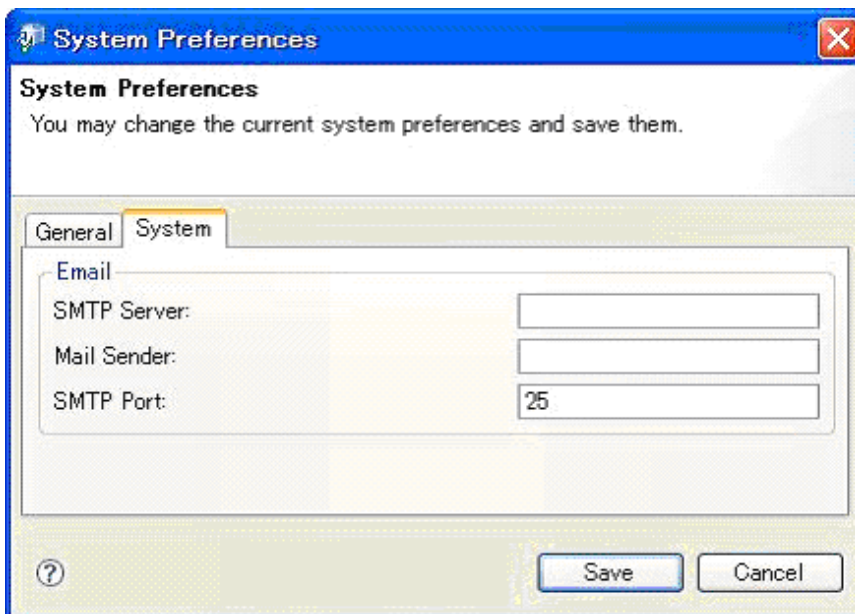 System Preferences
System Preferences
You may change the current system preferences and save them.
General System
Email
SMTP Server:
Mail Sender:
SMTP Port: 25
?
Save Cancel